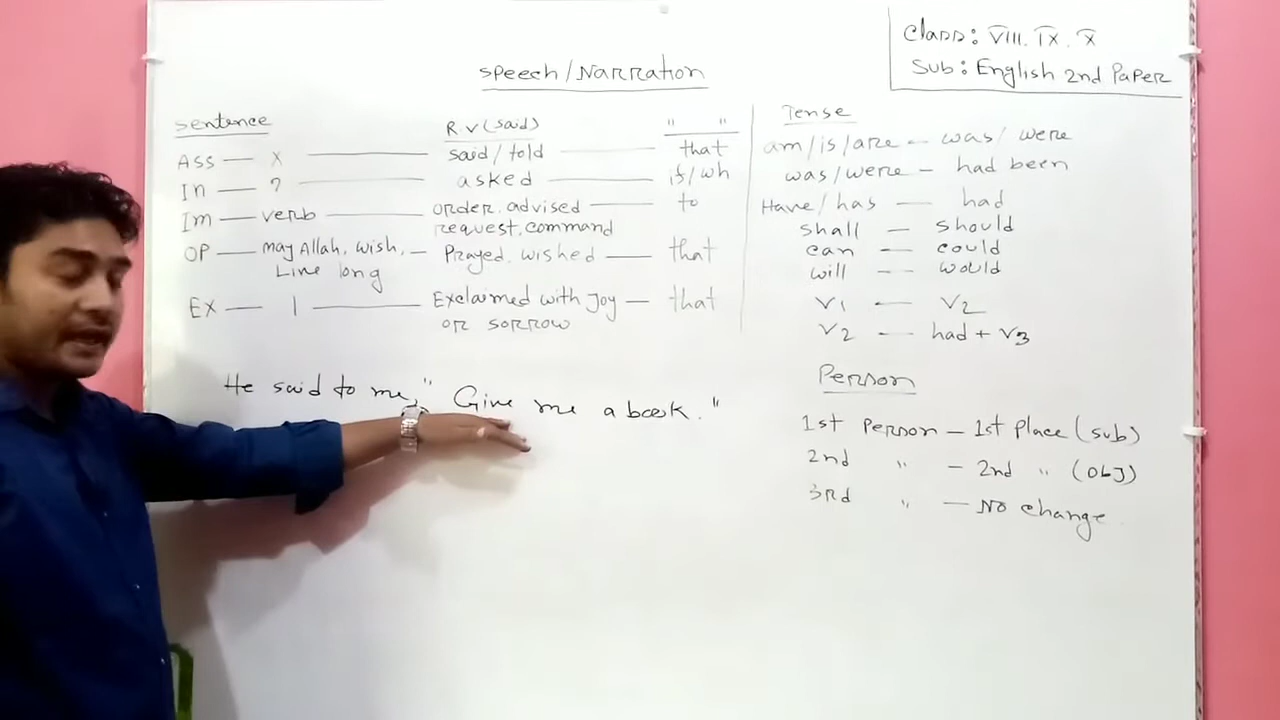 Class: VIII. IX. X
Sub: English 2nd Paper
Speech/Narration
Sentence R V (said) " "
Ass — X — said/told — that
In — ? — asked — if/wh
Im — verb — order. advised — to
request. command
OP — may Allah, wish, — Prayed. wished — that
Live long
EX — ! — Exclaimed with Joy — that
or sorrow
He said to me, " Give me a book."
Tense
am/is/are — was/were
was/were — had been
Have/has — had
shall — should
can — could
will -- would
V1 — V2
V2 — had + V3
Person
1st Person — 1st Place (sub)
2nd " — 2nd " (Obj)
3rd " — No change